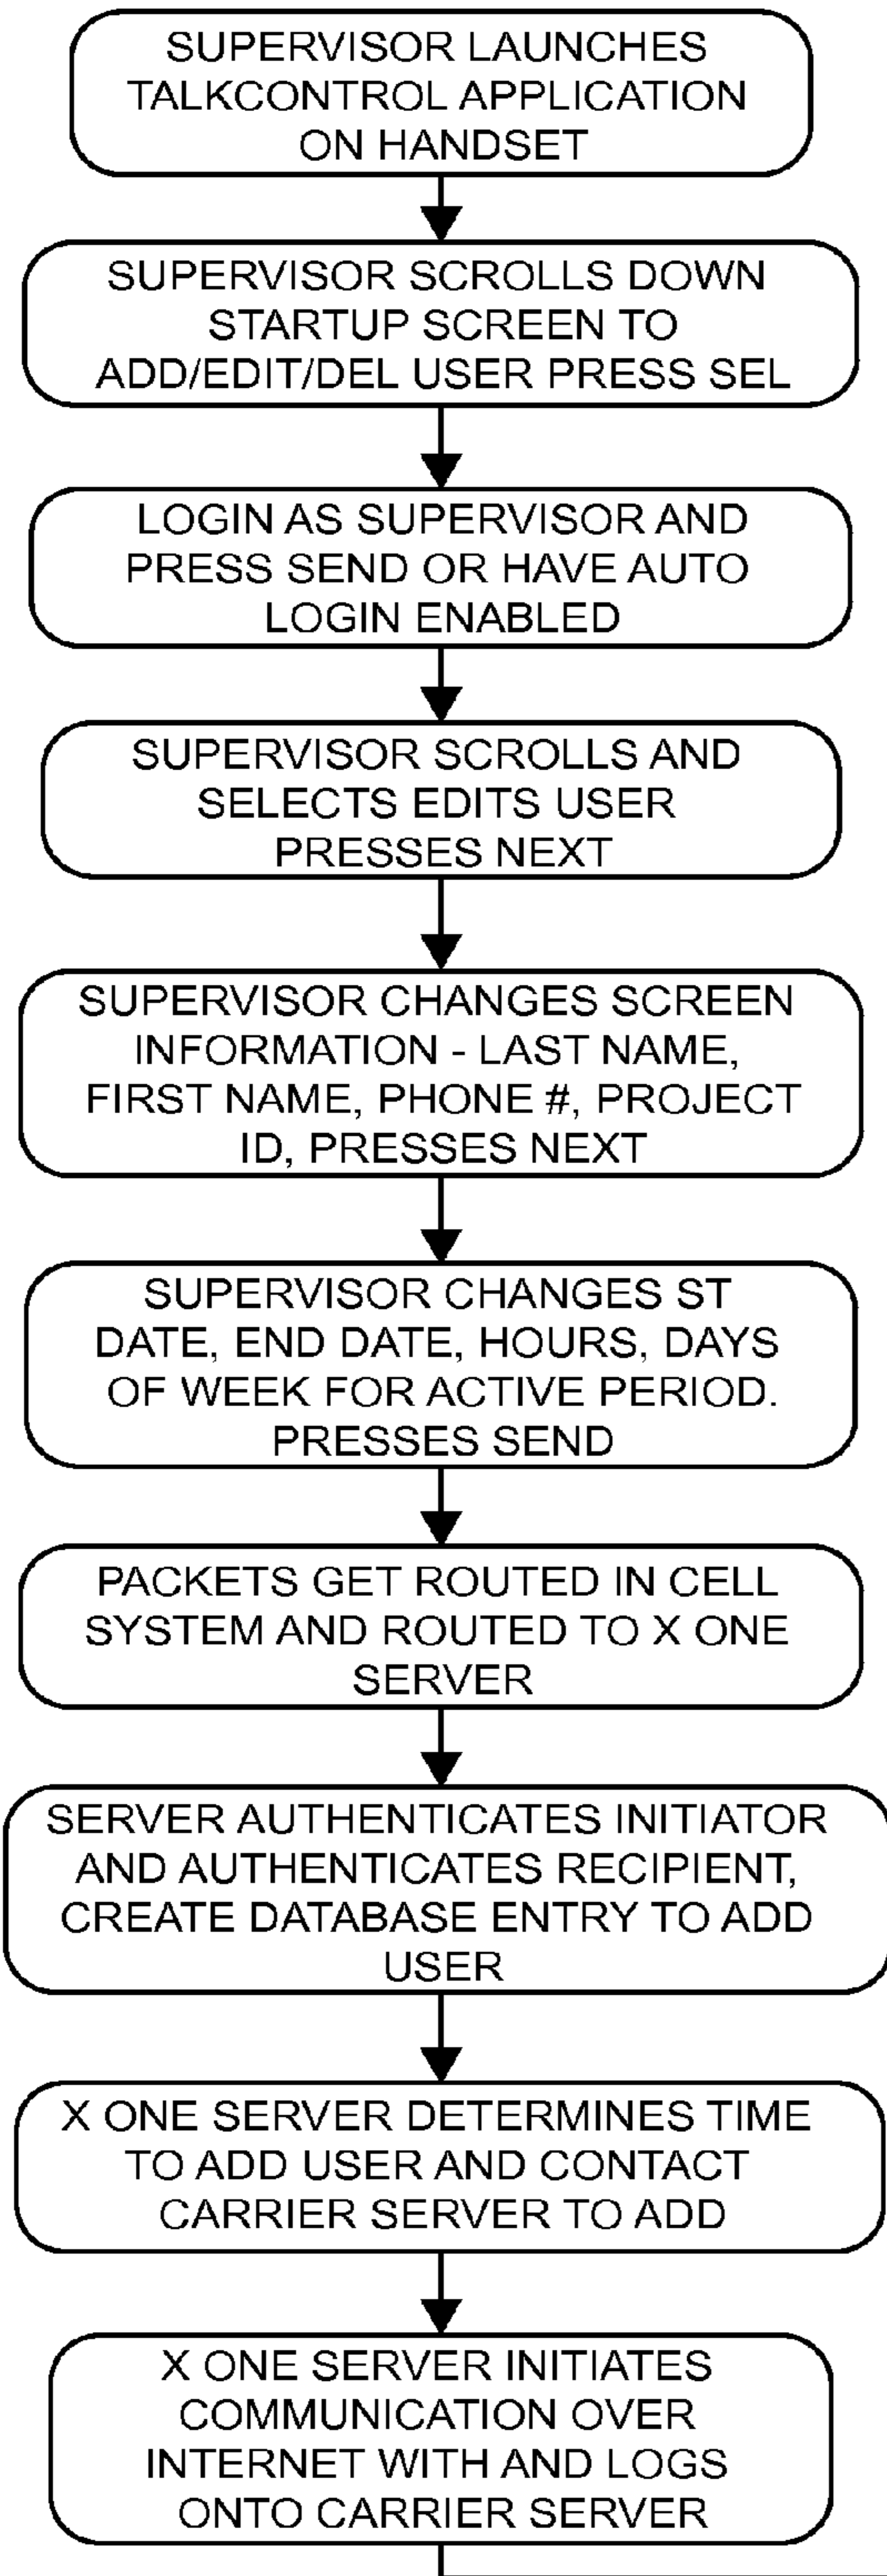 SUPERVISOR LAUNCHES
TALKCONTROL APPLICATION
ON HANDSET
SUPERVISOR SCROLLS DOWN
STARTUP SCREEN TO
ADD/EDIT/DEL USER PRESS SEL
LOGIN AS SUPERVISOR AND
PRESS SEND OR HAVE AUTO
LOGIN ENABLED
SUPERVISOR SCROLLS AND
SELECTS EDITS USER
PRESSES NEXT
SUPERVISOR CHANGES SCREEN
INFORMATION - LAST NAME,
FIRST NAME, PHONE #, PROJECT
ID, PRESSES NEXT
SUPERVISOR CHANGES ST
DATE, END DATE, HOURS, DAYS
OF WEEK FOR ACTIVE PERIOD.
PRESSES SEND
PACKETS GET ROUTED IN CELL
SYSTEM AND ROUTED TO X ONE
SERVER
SERVER AUTHENTICATES INITIATOR
AND AUTHENTICATES RECIPIENT,
CREATE DATABASE ENTRY TO ADD
USER
X ONE SERVER DETERMINES TIME
TO ADD USER AND CONTACT
CARRIER SERVER TO ADD
X ONE SERVER INITIATES
COMMUNICATION OVER
INTERNET WITH AND LOGS
ONTO CARRIER SERVER